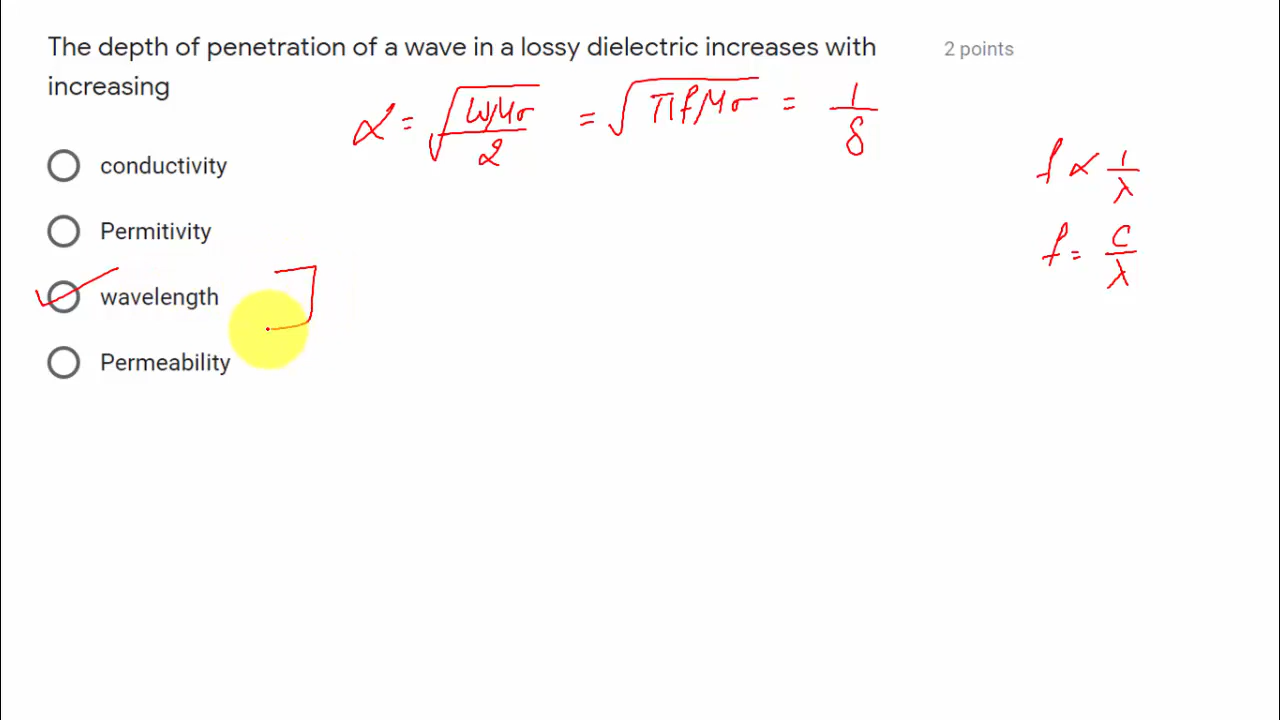 The depth of penetration of a wave in a lossy dielectric increases with
increasing
2 points
α = √(ωμσ/2) = √(πfμσ) = 1/δ
f ∝ 1/λ
f = c/λ
conductivity
Permitivity
wavelength
Permeability